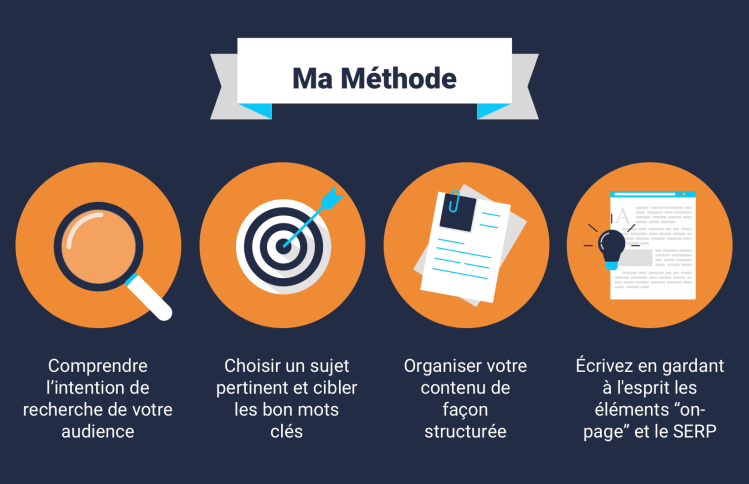 Ma Méthode
Comprendre
l’intention de
recherche de votre
audience
Choisir un sujet
pertinent et cibler
les bon mots
clés
Organiser votre
contenu de
façon
structurée
Écrivez en gardant
à l'esprit les
éléments “on-
page” et le SERP
A